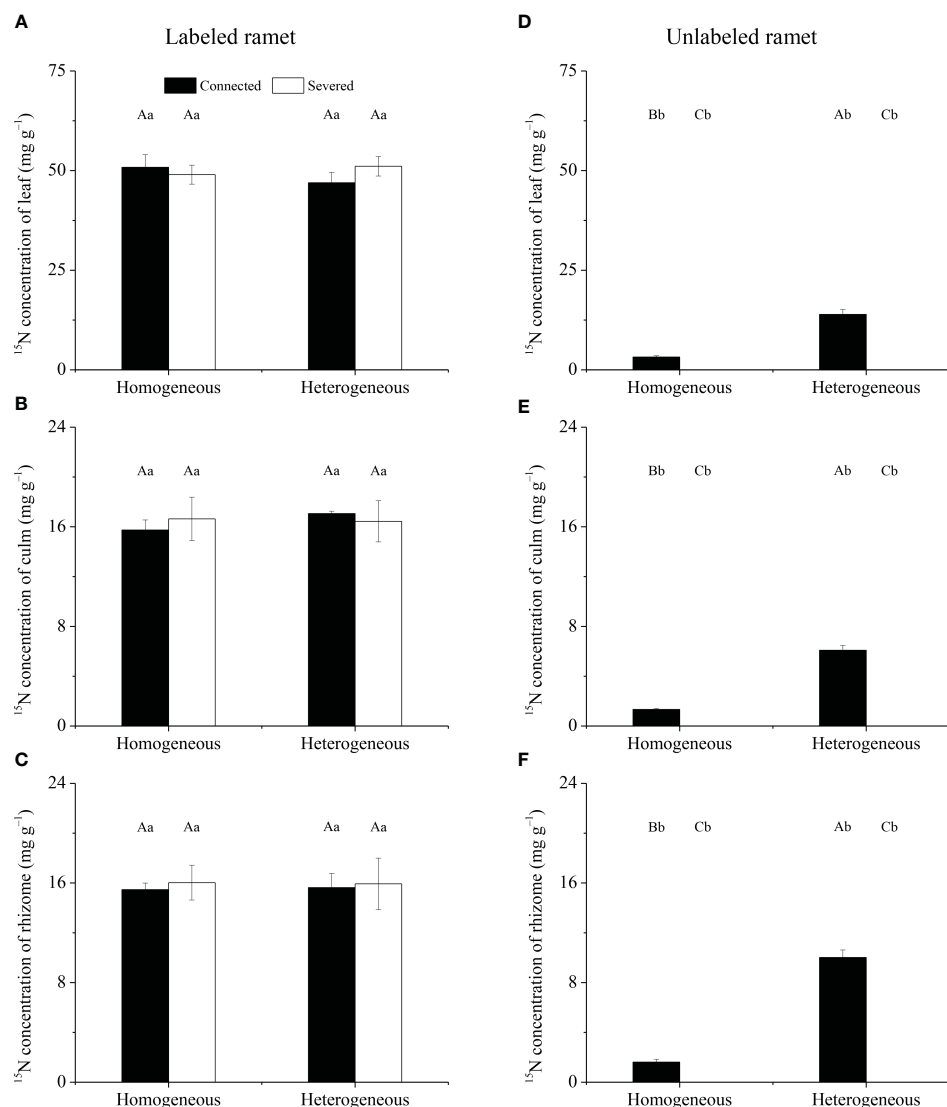 A
Labeled ramet
Connected Severed
Aa Aa Aa Aa
75
50
25
0
¹⁵N concentration of leaf (mg g⁻¹)
Homogeneous Heterogeneous
D
Unlabeled ramet
Bb Cb Ab Cb
75
50
25
0
¹⁵N concentration of leaf (mg g⁻¹)
Homogeneous Heterogeneous
B
Aa Aa Aa Aa
24
16
8
0
¹⁵N concentration of culm (mg g⁻¹)
Homogeneous Heterogeneous
E
Bb Cb Ab Cb
24
16
8
0
¹⁵N concentration of culm (mg g⁻¹)
Homogeneous Heterogeneous
C
Aa Aa Aa Aa
24
16
8
0
¹⁵N concentration of rhizome (mg g⁻¹)
Homogeneous Heterogeneous
F
Bb Cb Ab Cb
24
16
8
0
¹⁵N concentration of rhizome (mg g⁻¹)
Homogeneous Heterogeneous